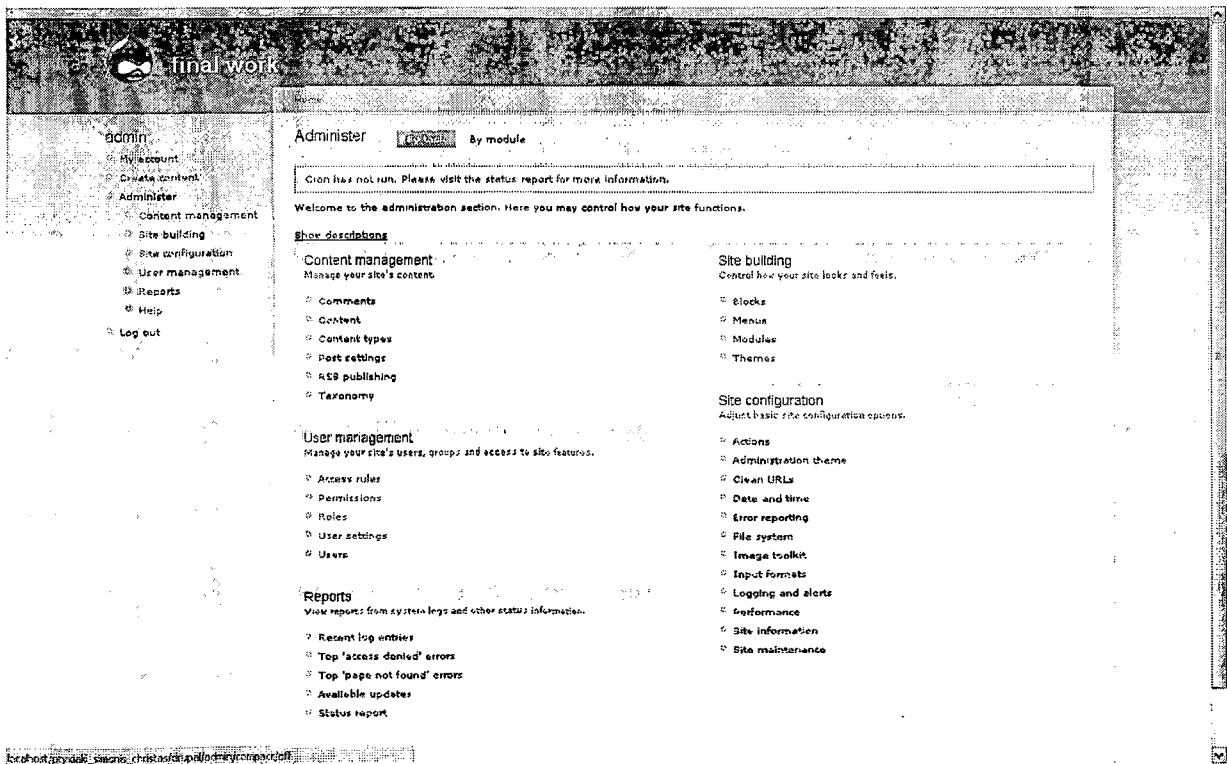 final work
Home
admin
My account
Create content
Administer
Content management
Site building
Site configuration
User management
Reports
Help
Log out
Administer
By module
Cron has not run. Please visit the status report for more information.
Welcome to the administration section. Here you may control how your site functions.
Show descriptions
Content management
Manage your site's content.
Comments
Content
Content types
Post settings
RSS publishing
Taxonomy
User management
Manage your site's users, groups and access to site features.
Access rules
Permissions
Roles
User settings
Users
Reports
View reports from system logs and other status information.
Recent log entries
Top 'access denied' errors
Top 'page not found' errors
Available updates
Status report
Site building
Control how your site looks and feels.
Blocks
Menus
Modules
Themes
Site configuration
Adjust basic site configuration options.
Actions
Administration theme
Clean URLs
Date and time
Error reporting
File system
Image toolkit
Input formats
Logging and alerts
Performance
Site information
Site maintenance